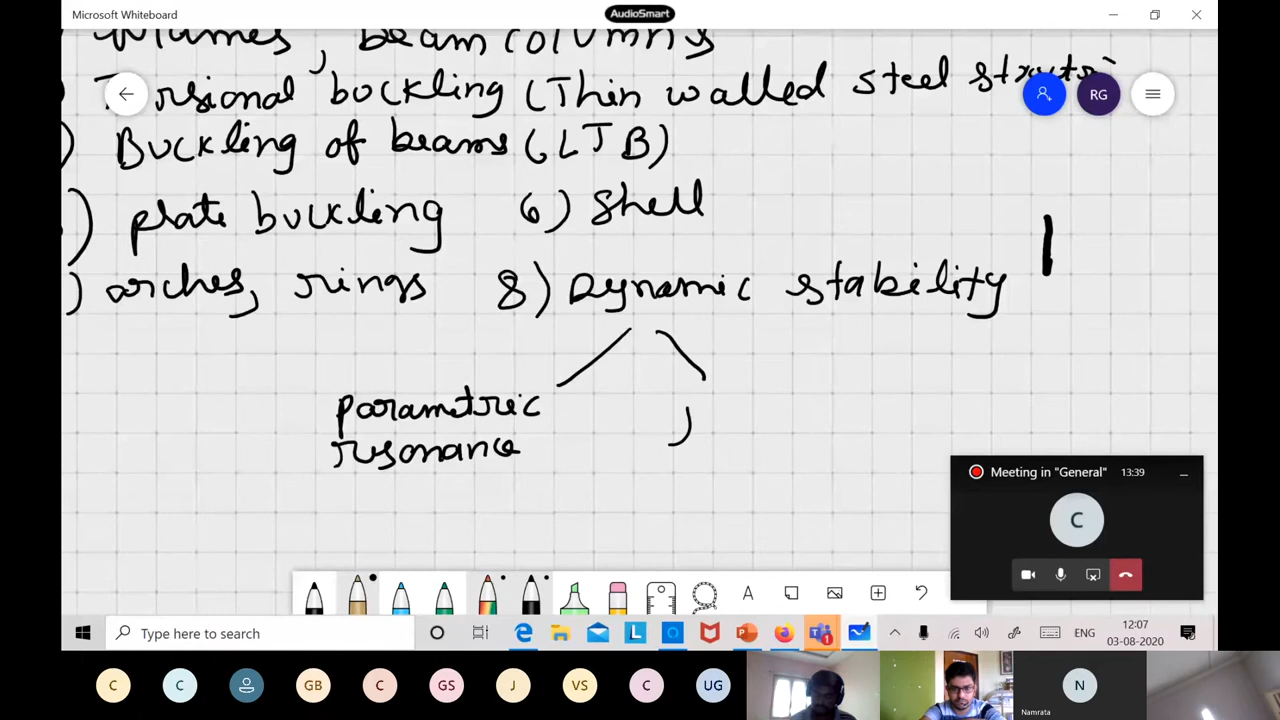 Microsoft Whiteboard
AudioSmart
frames, beam columns
Torsional buckling (Thin walled steel structr
RG
) Buckling of beams (LTB)
) plate buckling 6) Shell
) arches, rings 8) Dynamic stability
parametric
resonance
Meeting in "General" 13:39
C
A
Type here to search
ENG
12:07
03-08-2020
C C GB C GS J VS C UG N
Namrata